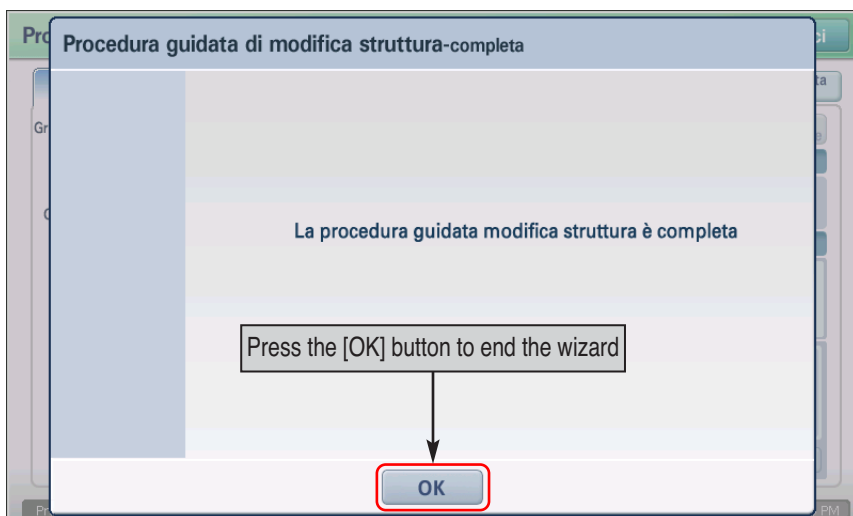 Procedura guidata di modifica struttura-completa
La procedura guidata modifica struttura è completa
Press the [OK] button to end the wizard
OK
PM